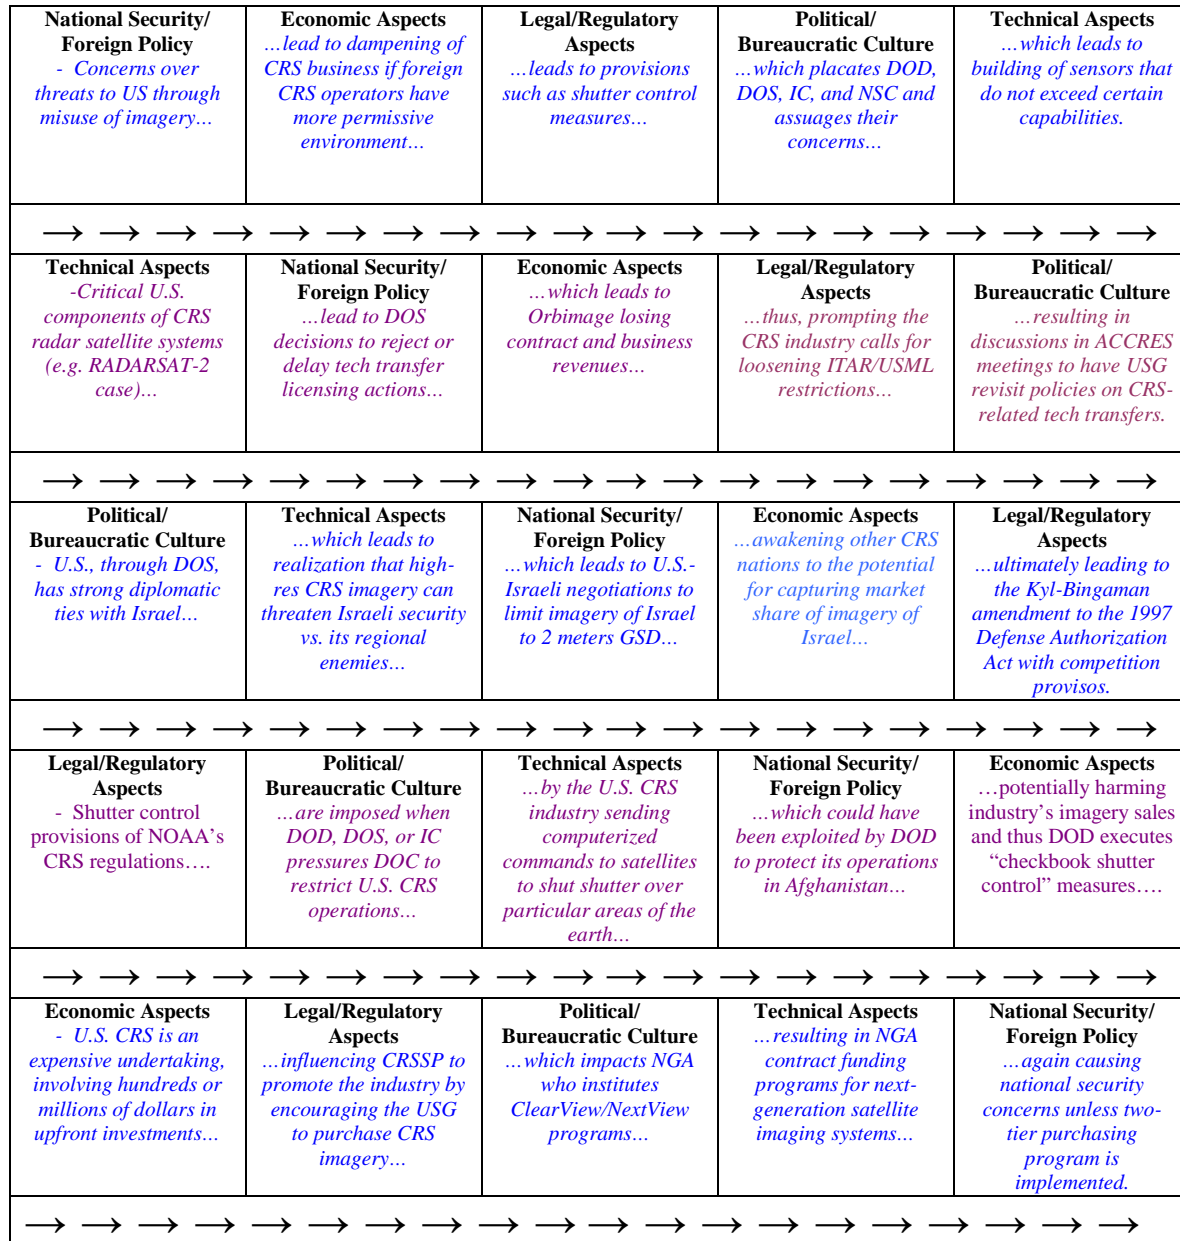 National Security/
Foreign Policy
- Concerns over
threats to US through
misuse of imagery…
Economic Aspects
…lead to dampening of
CRS business if foreign
CRS operators have
more permissive
environment…
Legal/Regulatory
Aspects
…leads to provisions
such as shutter control
measures…
Political/
Bureaucratic Culture
…which placates DOD,
DOS, IC, and NSC and
assuages their
concerns…
Technical Aspects
…which leads to
building of sensors that
do not exceed certain
capabilities.
→ → → → → → → → → → → → → → → → → → → →
Technical Aspects
-Critical U.S.
components of CRS
radar satellite systems
(e.g. RADARSAT-2
case)…
National Security/
Foreign Policy
…lead to DOS
decisions to reject or
delay tech transfer
licensing actions…
Economic Aspects
…which leads to
Orbimage losing
contract and business
revenues…
Legal/Regulatory
Aspects
…thus, prompting the
CRS industry calls for
loosening ITAR/USML
restrictions…
Political/
Bureaucratic Culture
…resulting in
discussions in ACCRES
meetings to have USG
revisit policies on CRS-
related tech transfers.
→ → → → → → → → → → → → → → → → → → → →
Political/
Bureaucratic Culture
- U.S., through DOS,
has strong diplomatic
ties with Israel…
Technical Aspects
…which leads to
realization that high-
res CRS imagery can
threaten Israeli security
vs. its regional
enemies…
National Security/
Foreign Policy
…which leads to U.S.-
Israeli negotiations to
limit imagery of Israel
to 2 meters GSD…
Economic Aspects
…awakening other CRS
nations to the potential
for capturing market
share of imagery of
Israel…
Legal/Regulatory
Aspects
…ultimately leading to
the Kyl-Bingaman
amendment to the 1997
Defense Authorization
Act with competition
provisos.
→ → → → → → → → → → → → → → → → → → → →
Legal/Regulatory
Aspects
- Shutter control
provisions of NOAA’s
CRS regulations….
Political/
Bureaucratic Culture
…are imposed when
DOD, DOS, or IC
pressures DOC to
restrict U.S. CRS
operations…
Technical Aspects
…by the U.S. CRS
industry sending
computerized
commands to satellites
to shut shutter over
particular areas of the
earth…
National Security/
Foreign Policy
…which could have
been exploited by DOD
to protect its operations
in Afghanistan…
Economic Aspects
…potentially harming
industry’s imagery sales
and thus DOD executes
“checkbook shutter
control” measures….
→ → → → → → → → → → → → → → → → → → → →
Economic Aspects
- U.S. CRS is an
expensive undertaking,
involving hundreds or
millions of dollars in
upfront investments…
Legal/Regulatory
Aspects
…influencing CRSSP to
promote the industry by
encouraging the USG
to purchase CRS
imagery…
Political/
Bureaucratic Culture
…which impacts NGA
who institutes
ClearView/NextView
programs…
Technical Aspects
…resulting in NGA
contract funding
programs for next-
generation satellite
imaging systems…
National Security/
Foreign Policy
…again causing
national security
concerns unless two-
tier purchasing
program is
implemented.
→ → → → → → → → → → → → → → → → → → → →